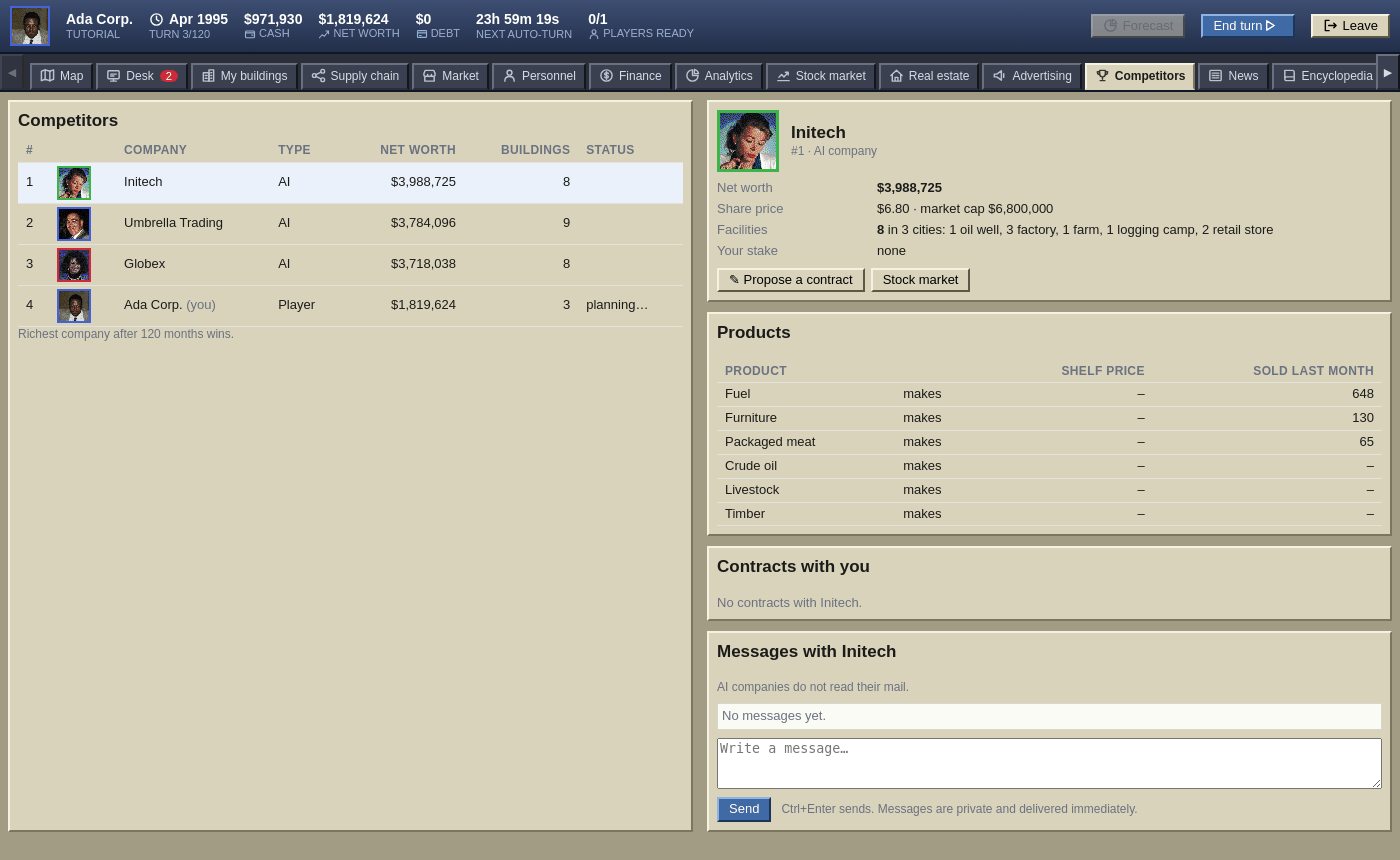 Ada Corp.
TUTORIAL
Apr 1995
TURN 3/120
$971,930
CASH
$1,819,624
NET WORTH
$0
DEBT
23h 59m 19s
NEXT AUTO-TURN
0/1
PLAYERS READY
Forecast
End turn
Leave
Map
Desk 2
My buildings
Supply chain
Market
Personnel
Finance
Analytics
Stock market
Real estate
Advertising
Competitors
News
Encyclopedia
Competitors
# COMPANY TYPE NET WORTH BUILDINGS STATUS
1 Initech AI $3,988,725 8
2 Umbrella Trading AI $3,784,096 9
3 Globex AI $3,718,038 8
4 Ada Corp. (you) Player $1,819,624 3 planning…
Richest company after 120 months wins.
Initech
#1 · AI company
Net worth $3,988,725
Share price $6.80 · market cap $6,800,000
Facilities 8 in 3 cities: 1 oil well, 3 factory, 1 farm, 1 logging camp, 2 retail store
Your stake none
✎ Propose a contract
Stock market
Products
PRODUCT SHELF PRICE SOLD LAST MONTH
Fuel makes – 648
Furniture makes – 130
Packaged meat makes – 65
Crude oil makes – –
Livestock makes – –
Timber makes – –
Contracts with you
No contracts with Initech.
Messages with Initech
AI companies do not read their mail.
No messages yet.
Write a message…
Send
Ctrl+Enter sends. Messages are private and delivered immediately.